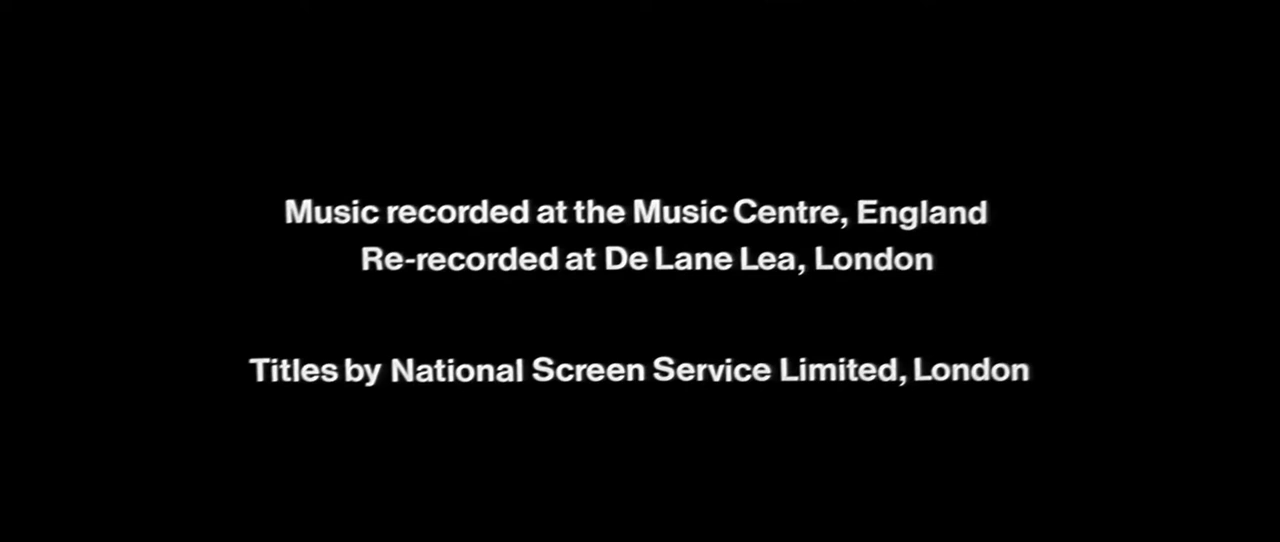 Music recorded at the Music Centre, England
Re-recorded at De Lane Lea, London
Titles by National Screen Service Limited, London